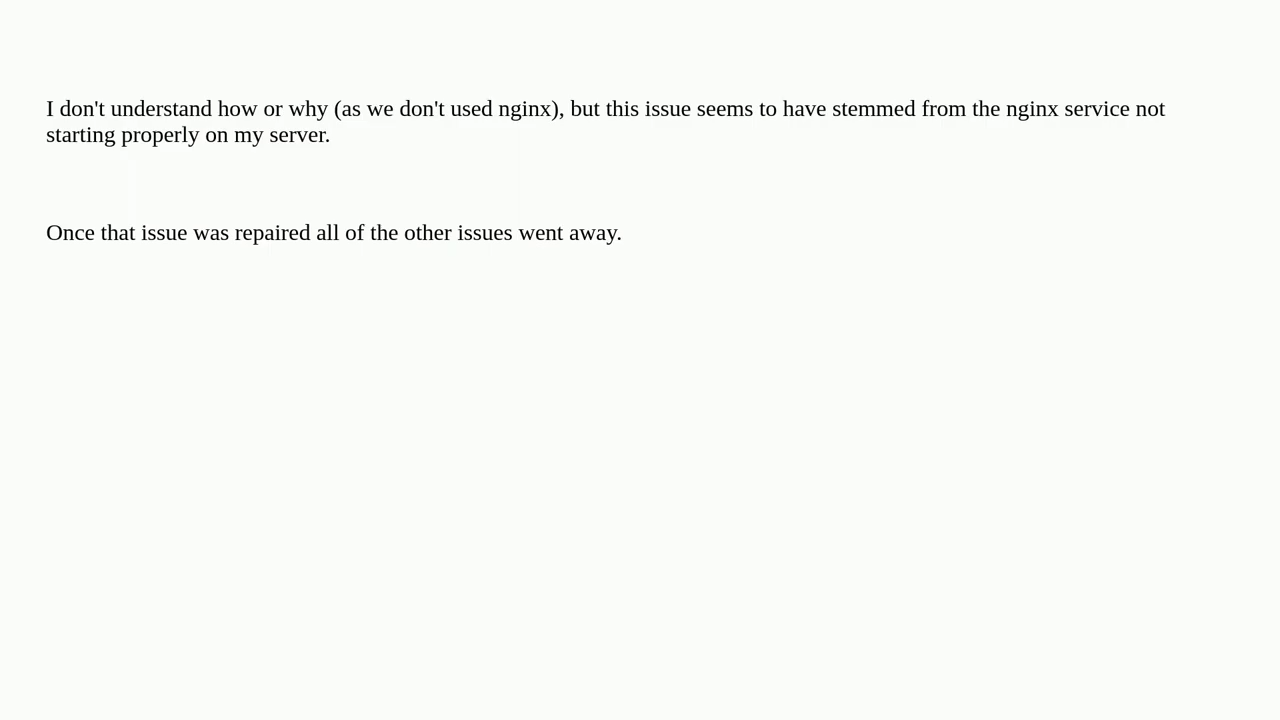 I don't understand how or why (as we don't used nginx), but this issue seems to have stemmed from the nginx service not
starting properly on my server.
Once that issue was repaired all of the other issues went away.